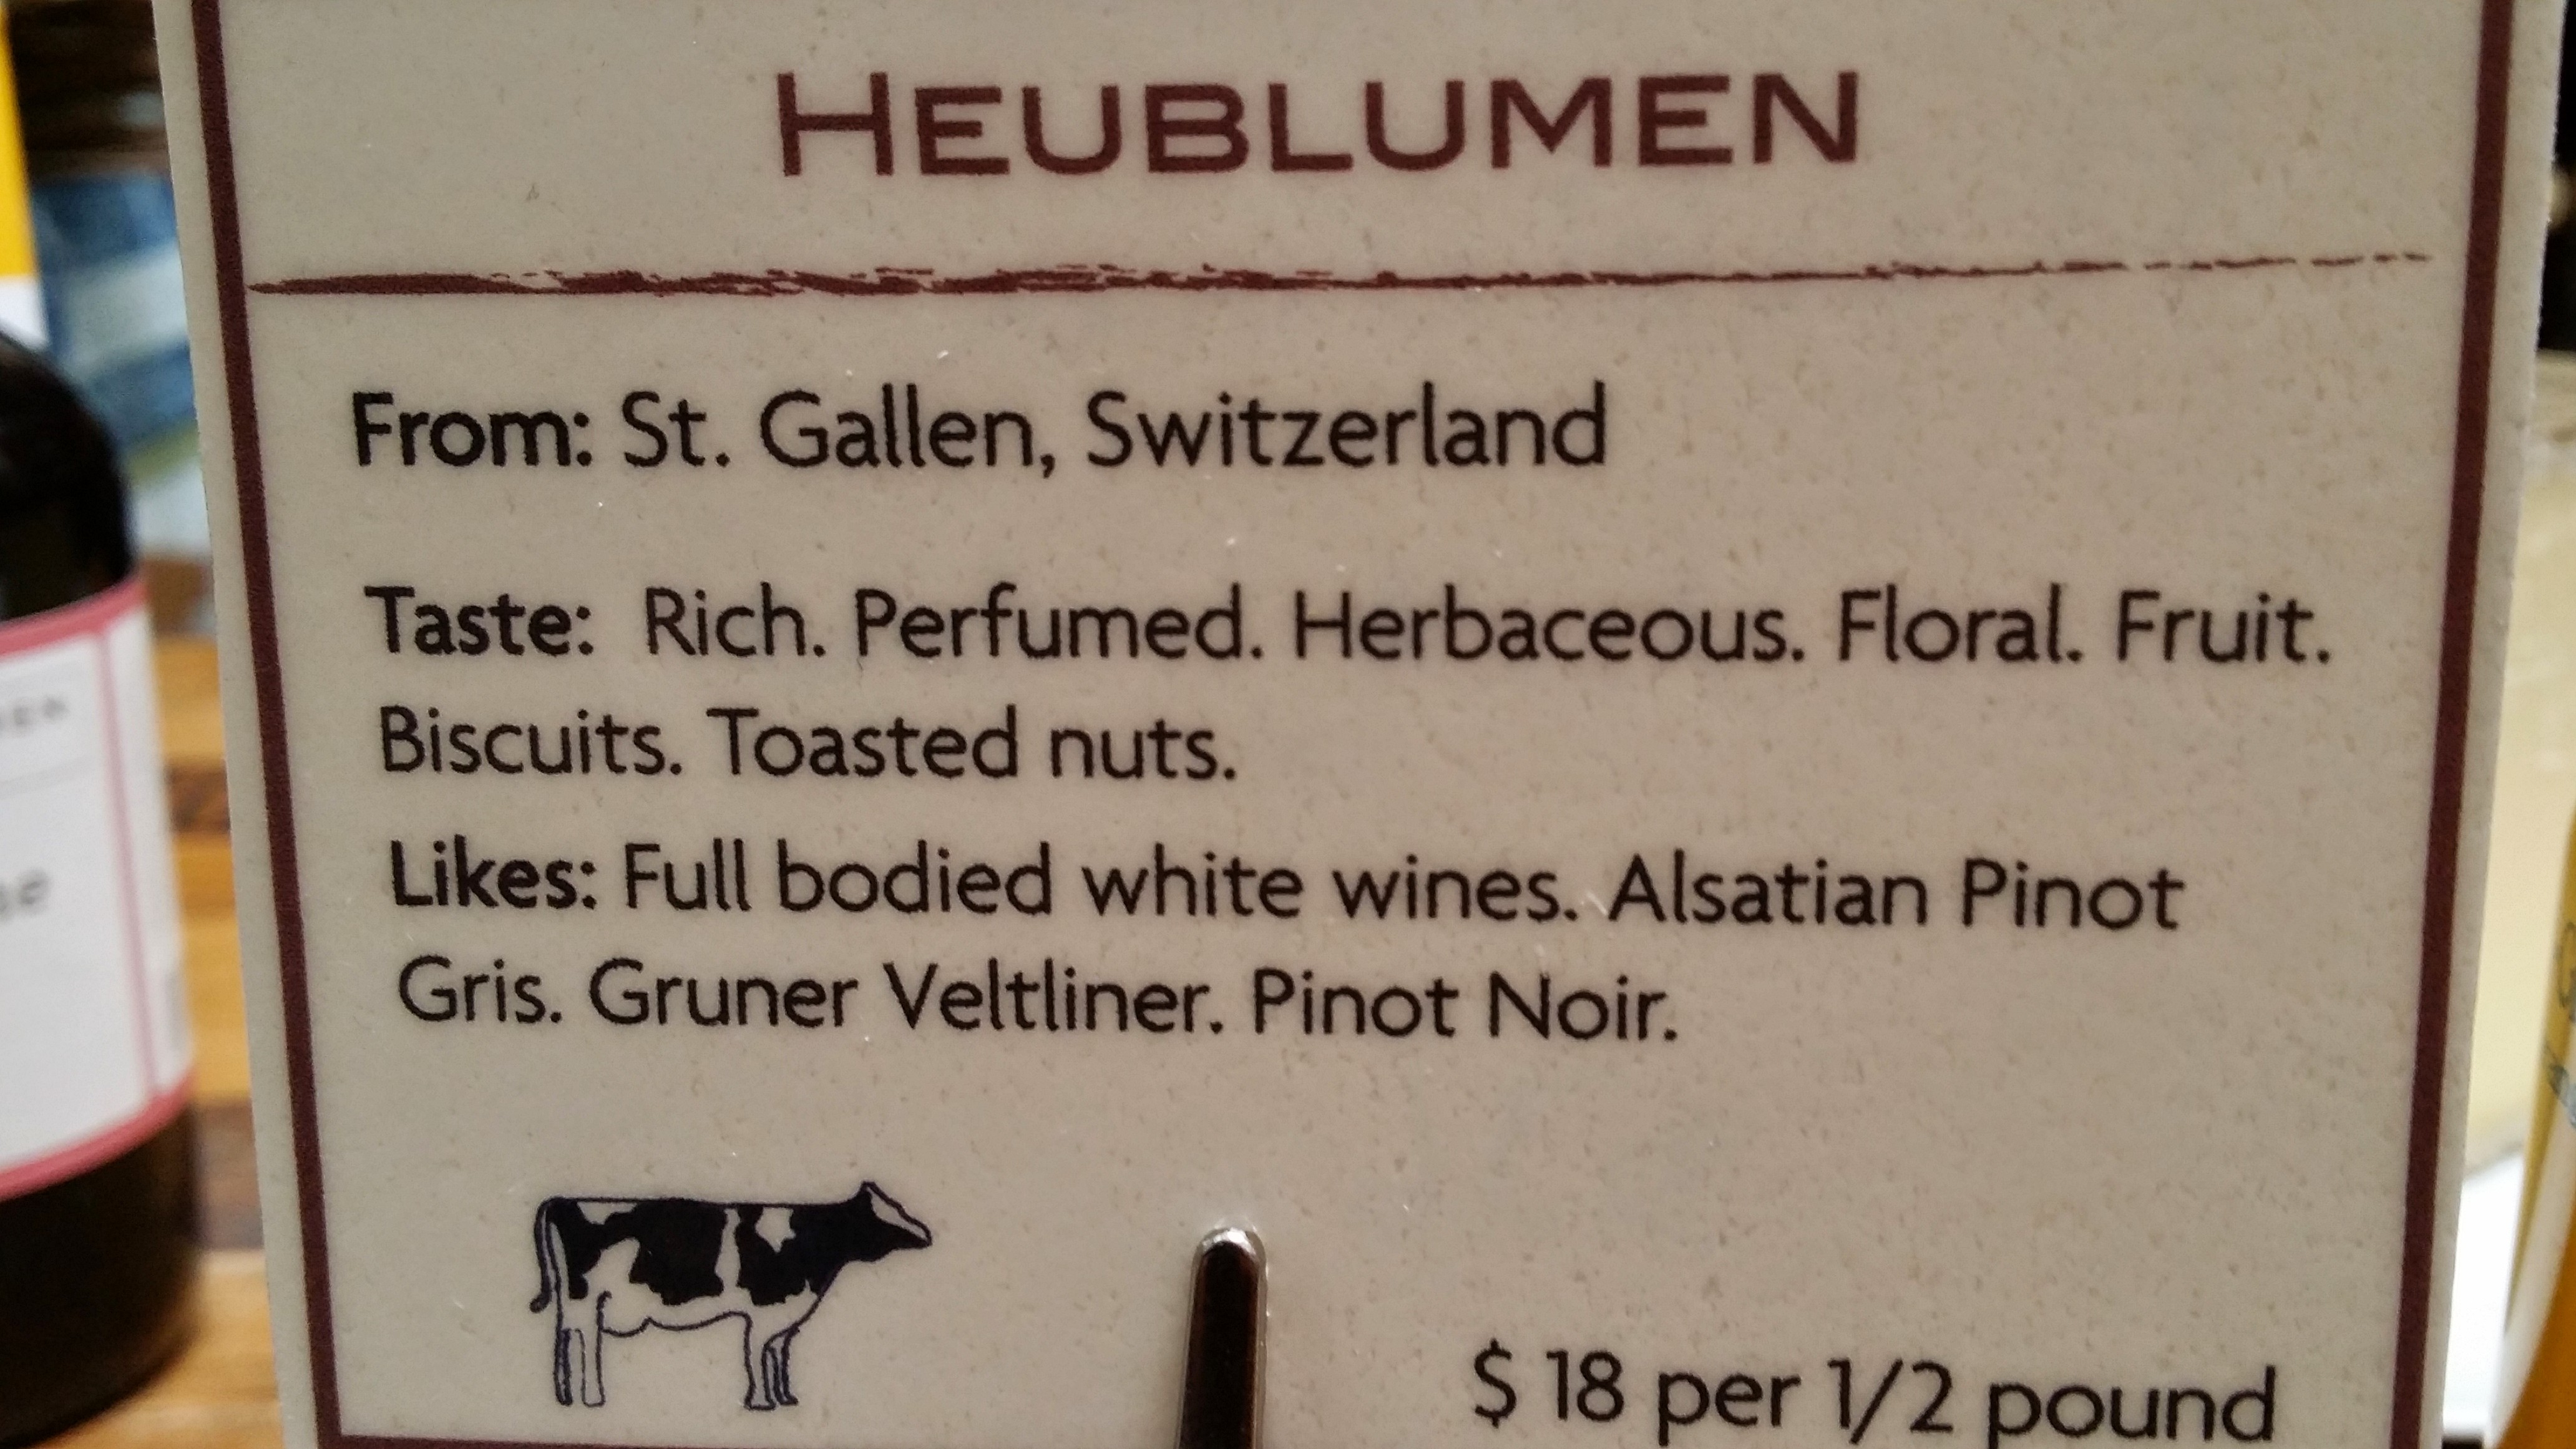 HEUBLUMEN
From: St. Gallen, Switzerland
Taste: Rich. Perfumed. Herbaceous. Floral. Fruit.
Biscuits. Toasted nuts.
Likes: Full bodied white wines. Alsatian Pinot
Gris. Gruner Veltliner. Pinot Noir.
$ 18 per 1/2 pound